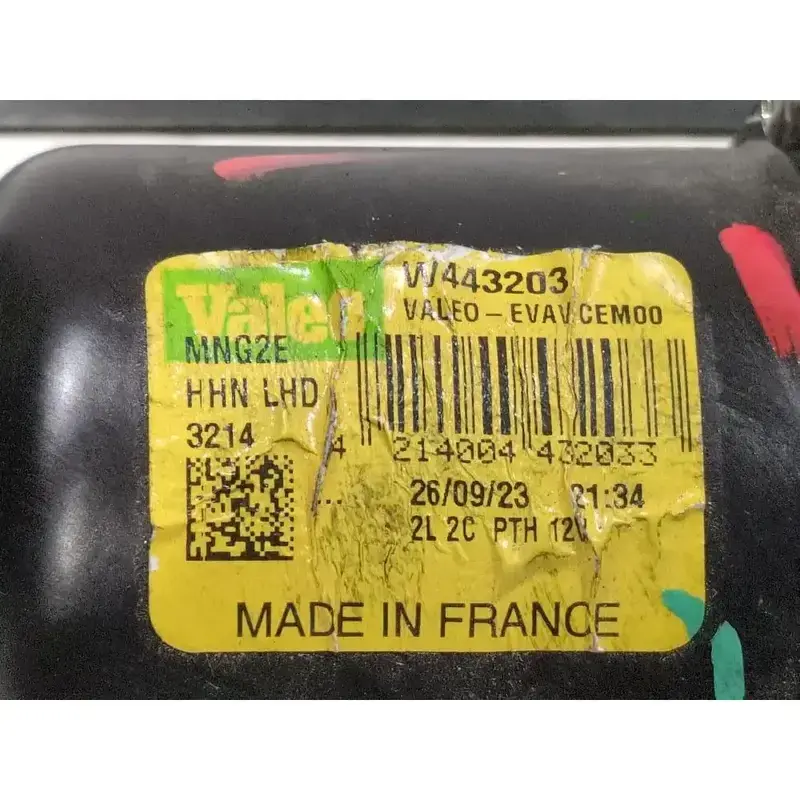 Valeo
W443203
VALEO-EVAV CEM00
MNG2E
HHN LHD
3214
4 214004 432033
26/09/23 21:34
2L 2C PTH 12V
MADE IN FRANCE